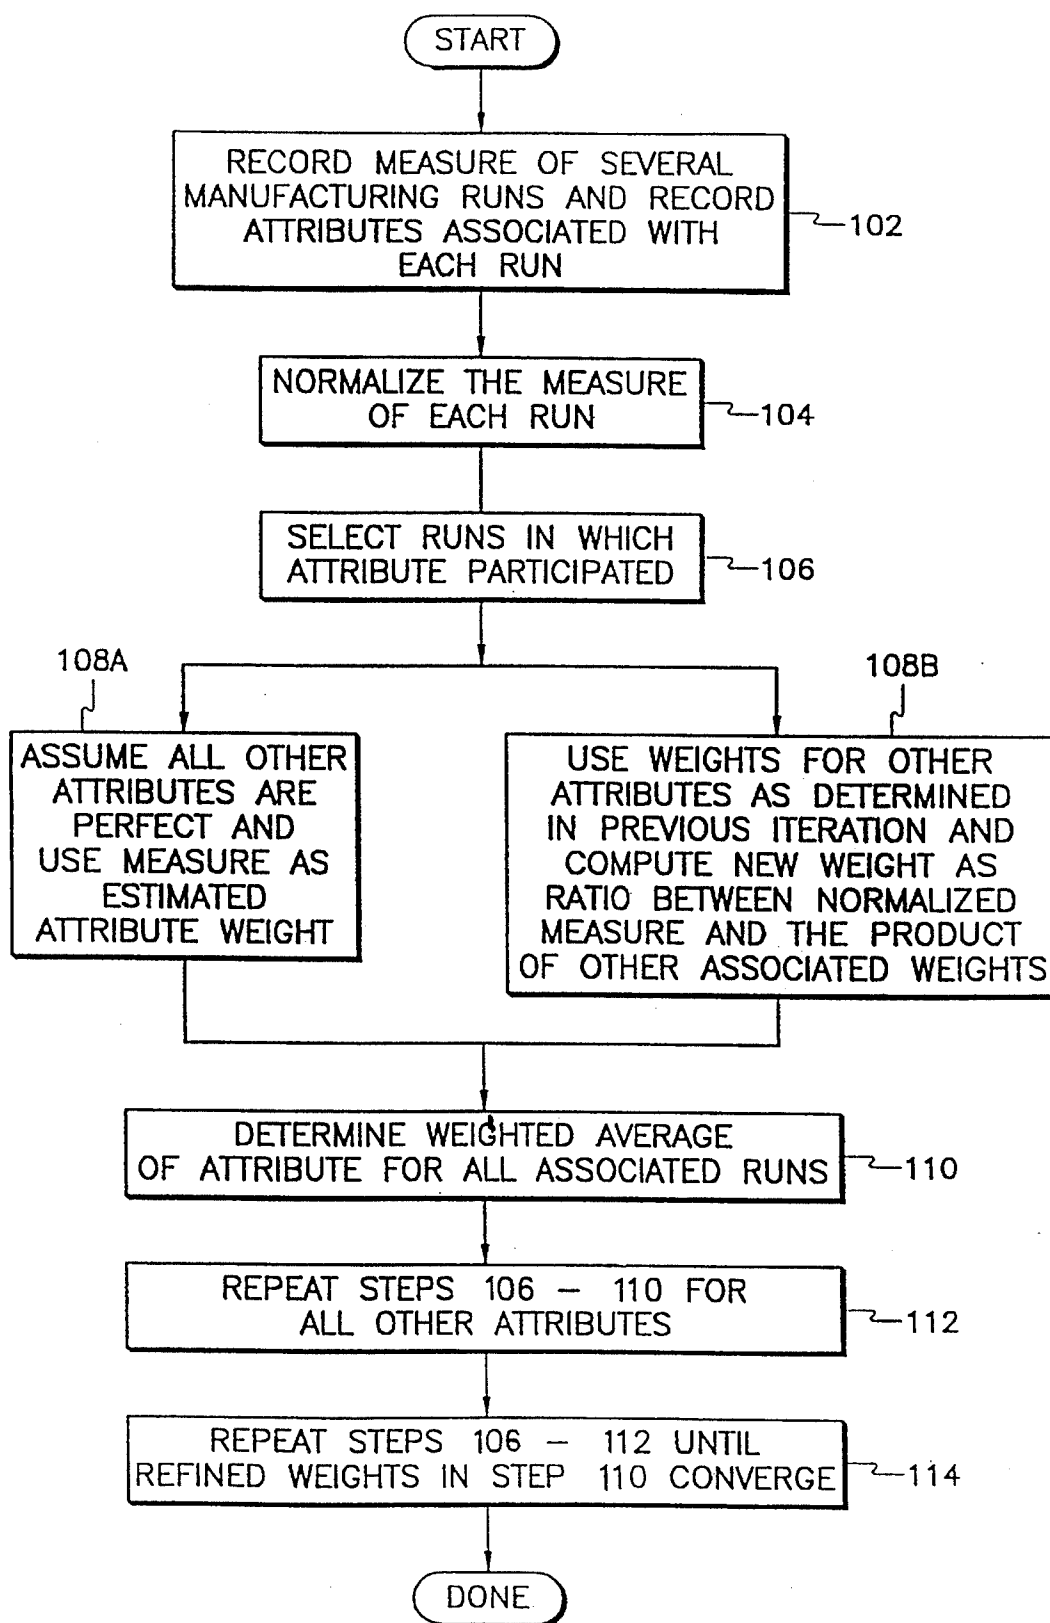 START
RECORD MEASURE OF SEVERAL
MANUFACTURING RUNS AND RECORD
ATTRIBUTES ASSOCIATED WITH
EACH RUN
102
NORMALIZE THE MEASURE
OF EACH RUN
104
SELECT RUNS IN WHICH
ATTRIBUTE PARTICIPATED
106
108A
ASSUME ALL OTHER
ATTRIBUTES ARE
PERFECT AND
USE MEASURE AS
ESTIMATED
ATTRIBUTE WEIGHT
108B
USE WEIGHTS FOR OTHER
ATTRIBUTES AS DETERMINED
IN PREVIOUS ITERATION AND
COMPUTE NEW WEIGHT AS
RATIO BETWEEN NORMALIZED
MEASURE AND THE PRODUCT
OF OTHER ASSOCIATED WEIGHTS
DETERMINE WEIGHTED AVERAGE
OF ATTRIBUTE FOR ALL ASSOCIATED RUNS
110
REPEAT STEPS 106 - 110 FOR
ALL OTHER ATTRIBUTES
112
REPEAT STEPS 106 - 112 UNTIL
REFINED WEIGHTS IN STEP 110 CONVERGE
114
DONE